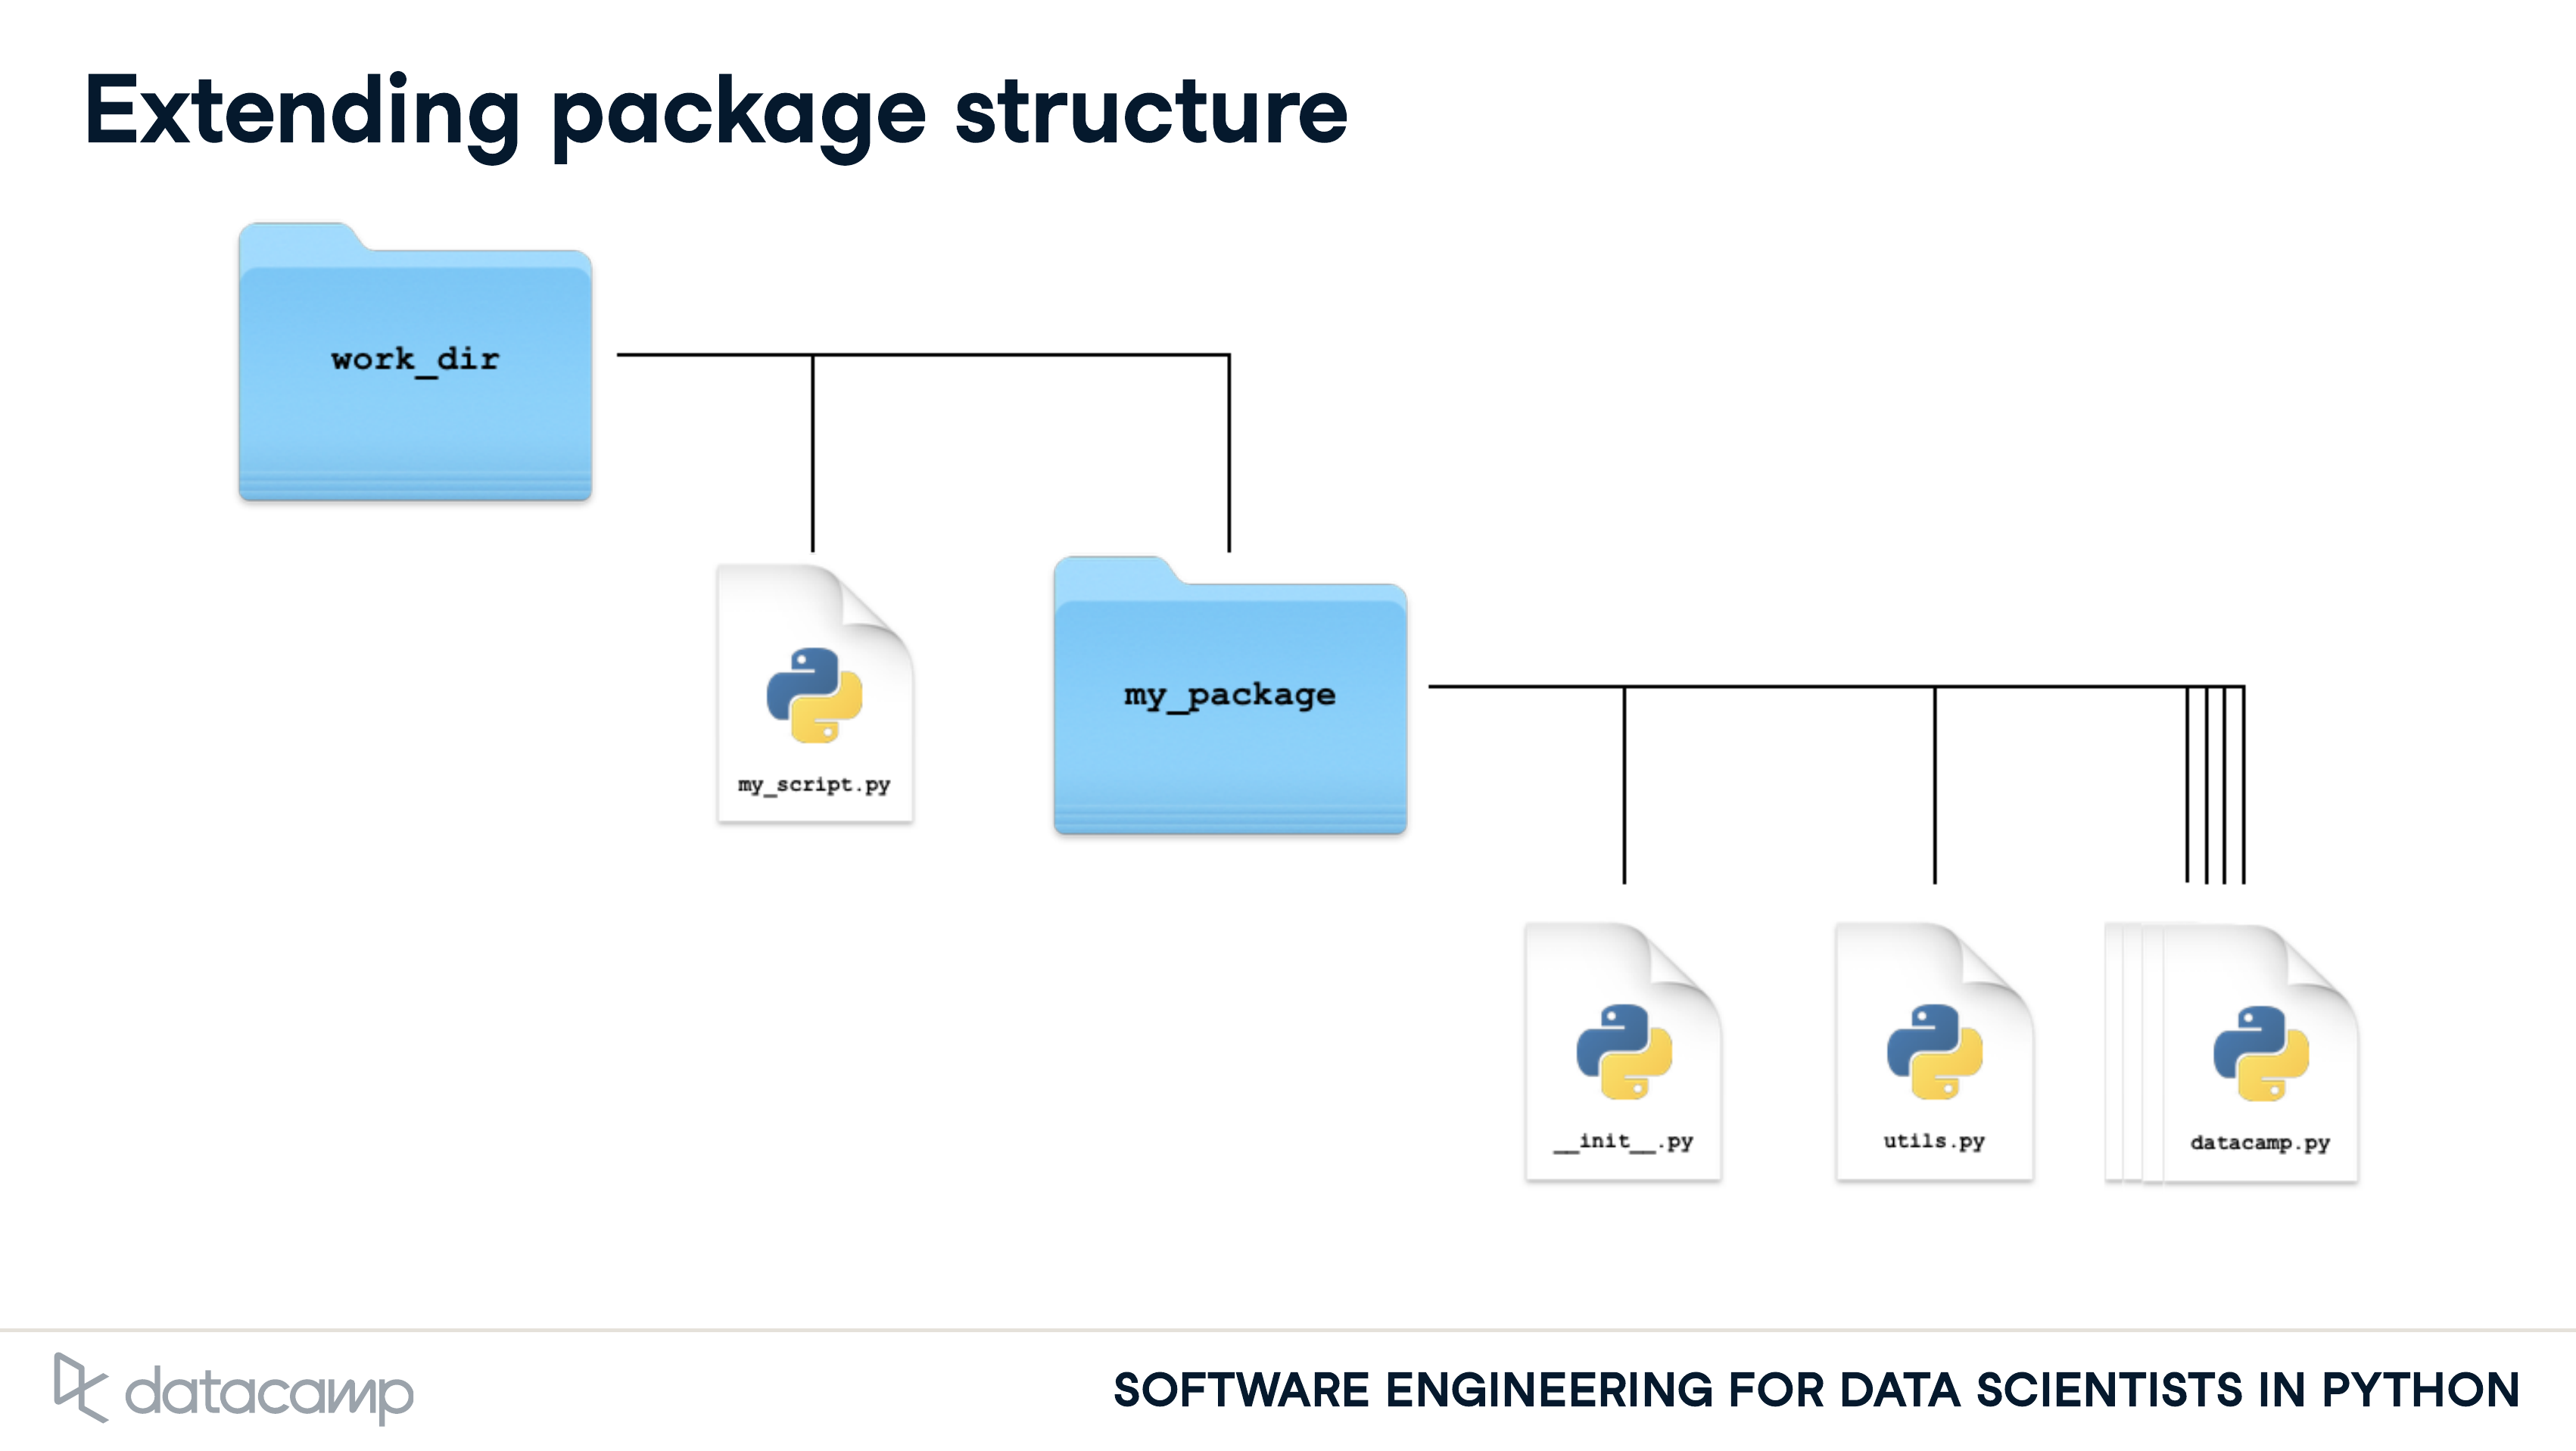 Extending package structure
work_dir
my_script.py
my_package
__init__.py
utils.py
datacamp.py
datacamp
SOFTWARE ENGINEERING FOR DATA SCIENTISTS IN PYTHON